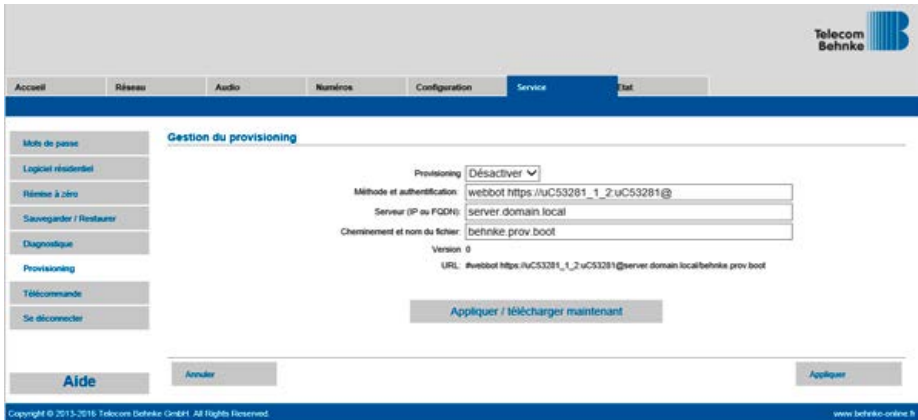 Telecom
Behnke
Accueil Réseau Audio Numéros Configuration Service Etat
Mots de passe
Logiciel résidentiel
Rémise à zéro
Sauvegarder / Restaurer
Diagnostique
Provisioning
Télécommande
Se déconnecter
Aide
Gestion du provisioning
Provisioning Désactiver
Méthode et authentification: webbot https://uC53281_1_2:uC53281@
Serveur (IP ou FQDN): server.domain.local
Cheminement et nom du fichier: behnke.prov.boot
Version 0
URL: #webbot https://uC53281_1_2:uC53281@server.domain.local/behnke.prov.boot
Appliquer / télécharger maintenant
Annuler Appliquer
Copyright © 2013-2016 Telecom Behnke GmbH. All Rights Reserved. www.behnke-online.fr